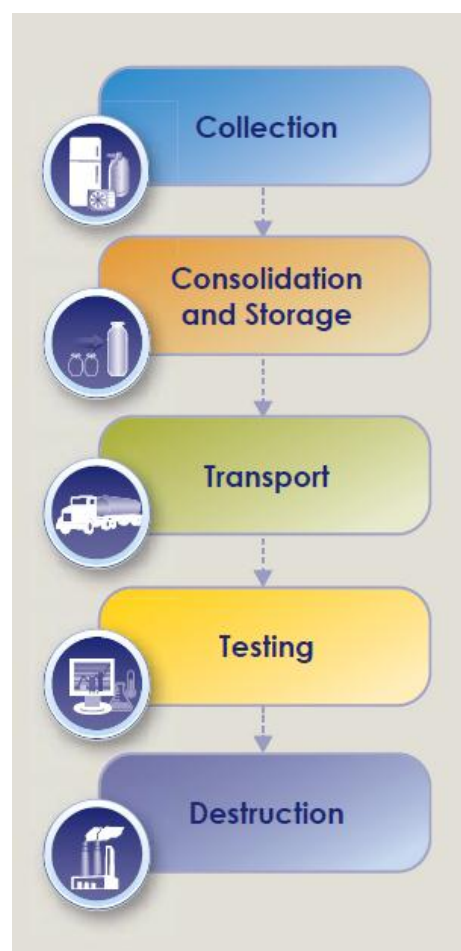 Collection
Consolidation
and Storage
Transport
Testing
Destruction